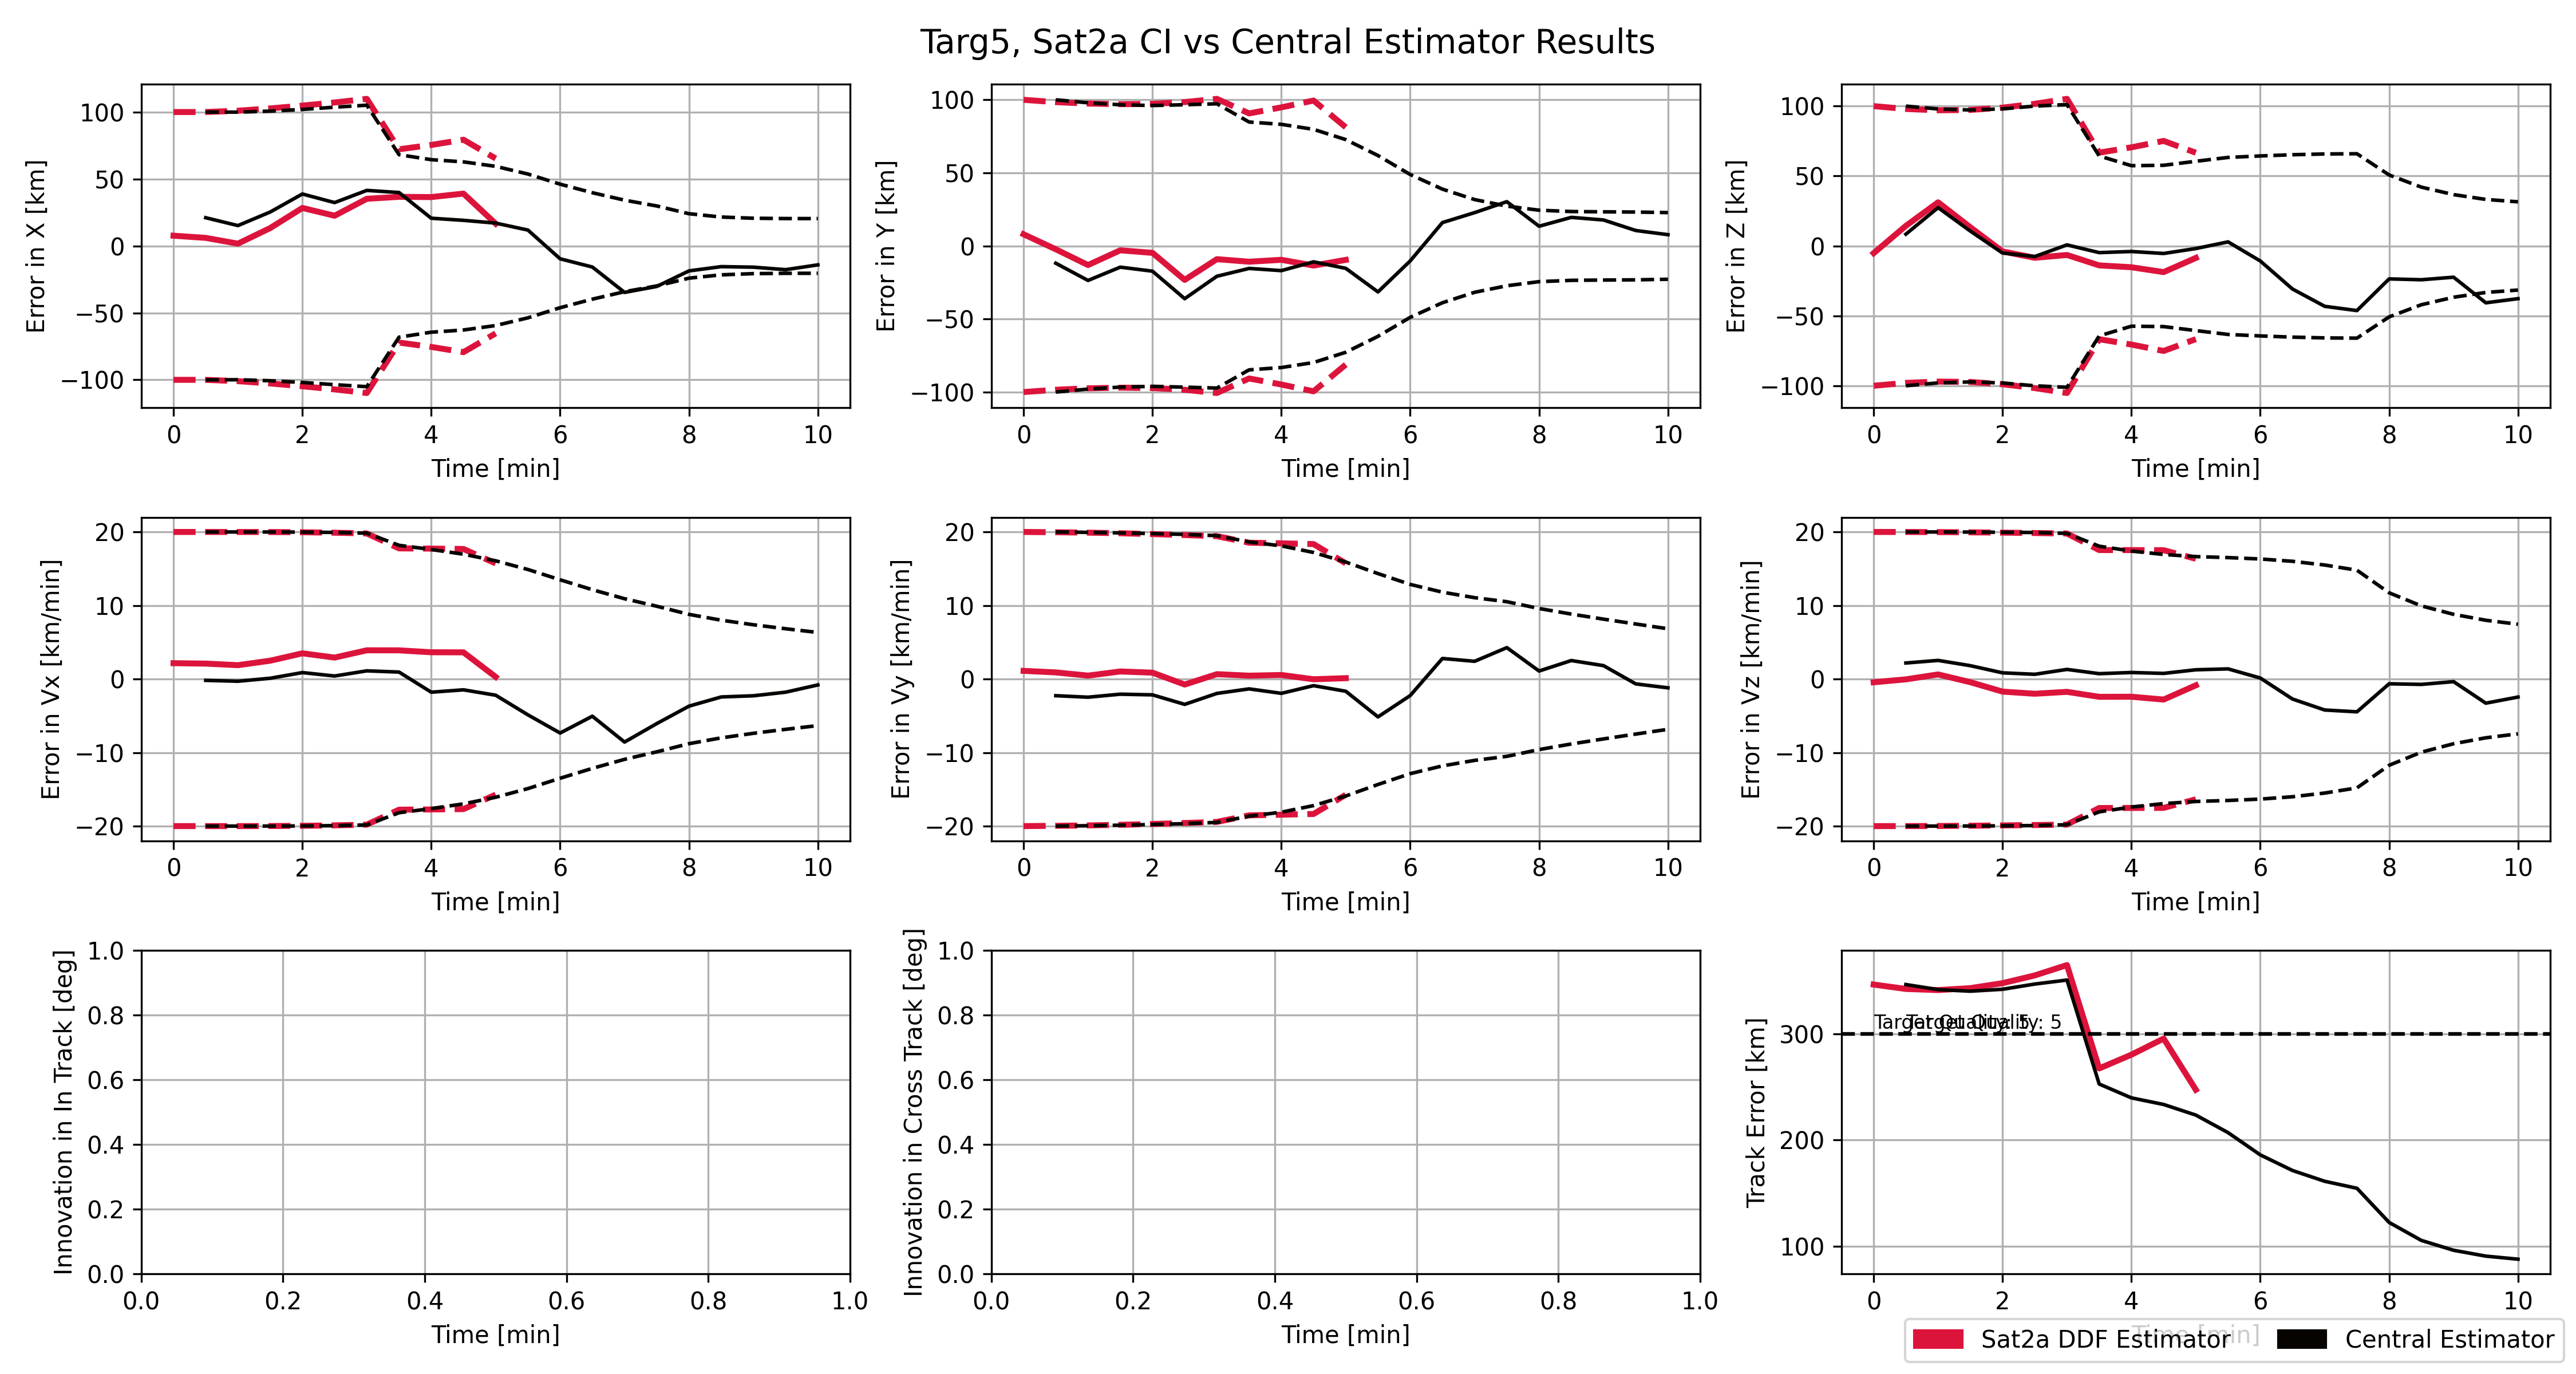 Targ5, Sat2a CI vs Central Estimator Results
Error in X [km]
100
50
0
−50
−100
0 2 4 6 8 10
Time [min]
Error in Y [km]
100
50
0
−50
−100
0 2 4 6 8 10
Time [min]
Error in Z [km]
100
50
0
−50
−100
0 2 4 6 8 10
Time [min]
Error in Vx [km/min]
20
10
0
−10
−20
0 2 4 6 8 10
Time [min]
Error in Vy [km/min]
20
10
0
−10
−20
0 2 4 6 8 10
Time [min]
Error in Vz [km/min]
20
10
0
−10
−20
0 2 4 6 8 10
Time [min]
Innovation in In Track [deg]
1.0
0.8
0.6
0.4
0.2
0.0
0.0 0.2 0.4 0.6 0.8 1.0
Time [min]
Innovation in Cross Track [deg]
1.0
0.8
0.6
0.4
0.2
0.0
0.0 0.2 0.4 0.6 0.8 1.0
Time [min]
Track Error [km]
300
200
100
Target Quality: 5
Target Quality: 5
0 2 4 6 8 10
Time [min]
Sat2a DDF Estimator
Central Estimator